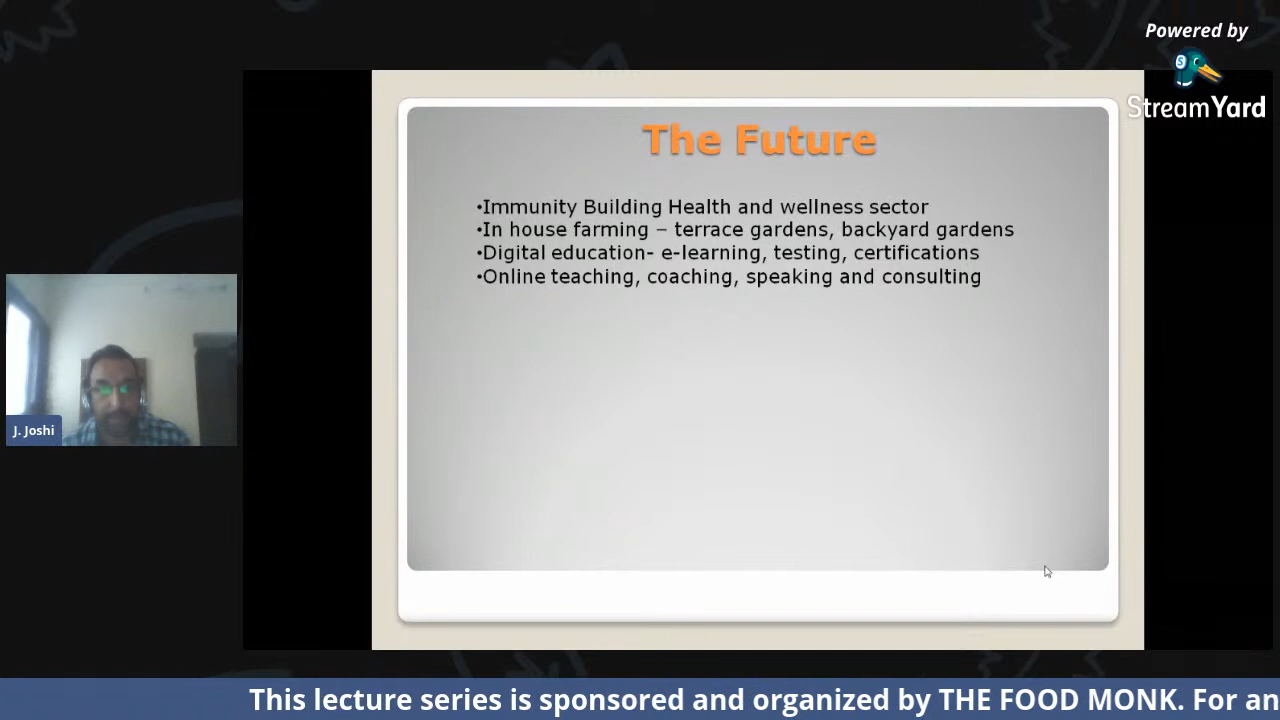 Powered by
StreamYard
The Future
•Immunity Building Health and wellness sector
•In house farming – terrace gardens, backyard gardens
•Digital education- e-learning, testing, certifications
•Online teaching, coaching, speaking and consulting
J. Joshi
This lecture series is sponsored and organized by THE FOOD MONK. For an